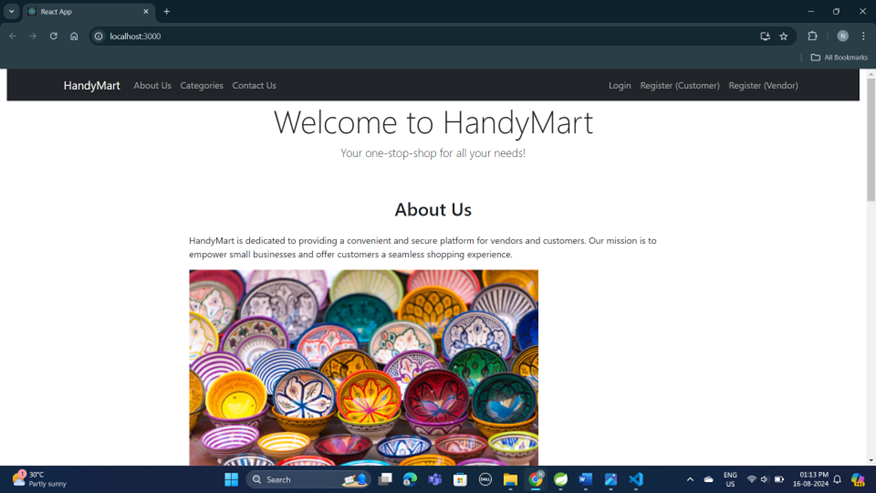 React App
localhost:3000
N
All Bookmarks
HandyMart About Us Categories Contact Us Login Register (Customer) Register (Vendor)
Welcome to HandyMart
Your one-stop-shop for all your needs!
About Us
HandyMart is dedicated to providing a convenient and secure platform for vendors and customers. Our mission is to
empower small businesses and offer customers a seamless shopping experience.
1
30°C
Partly sunny
Search
DELL
ENG
US
01:13 PM
16-08-2024